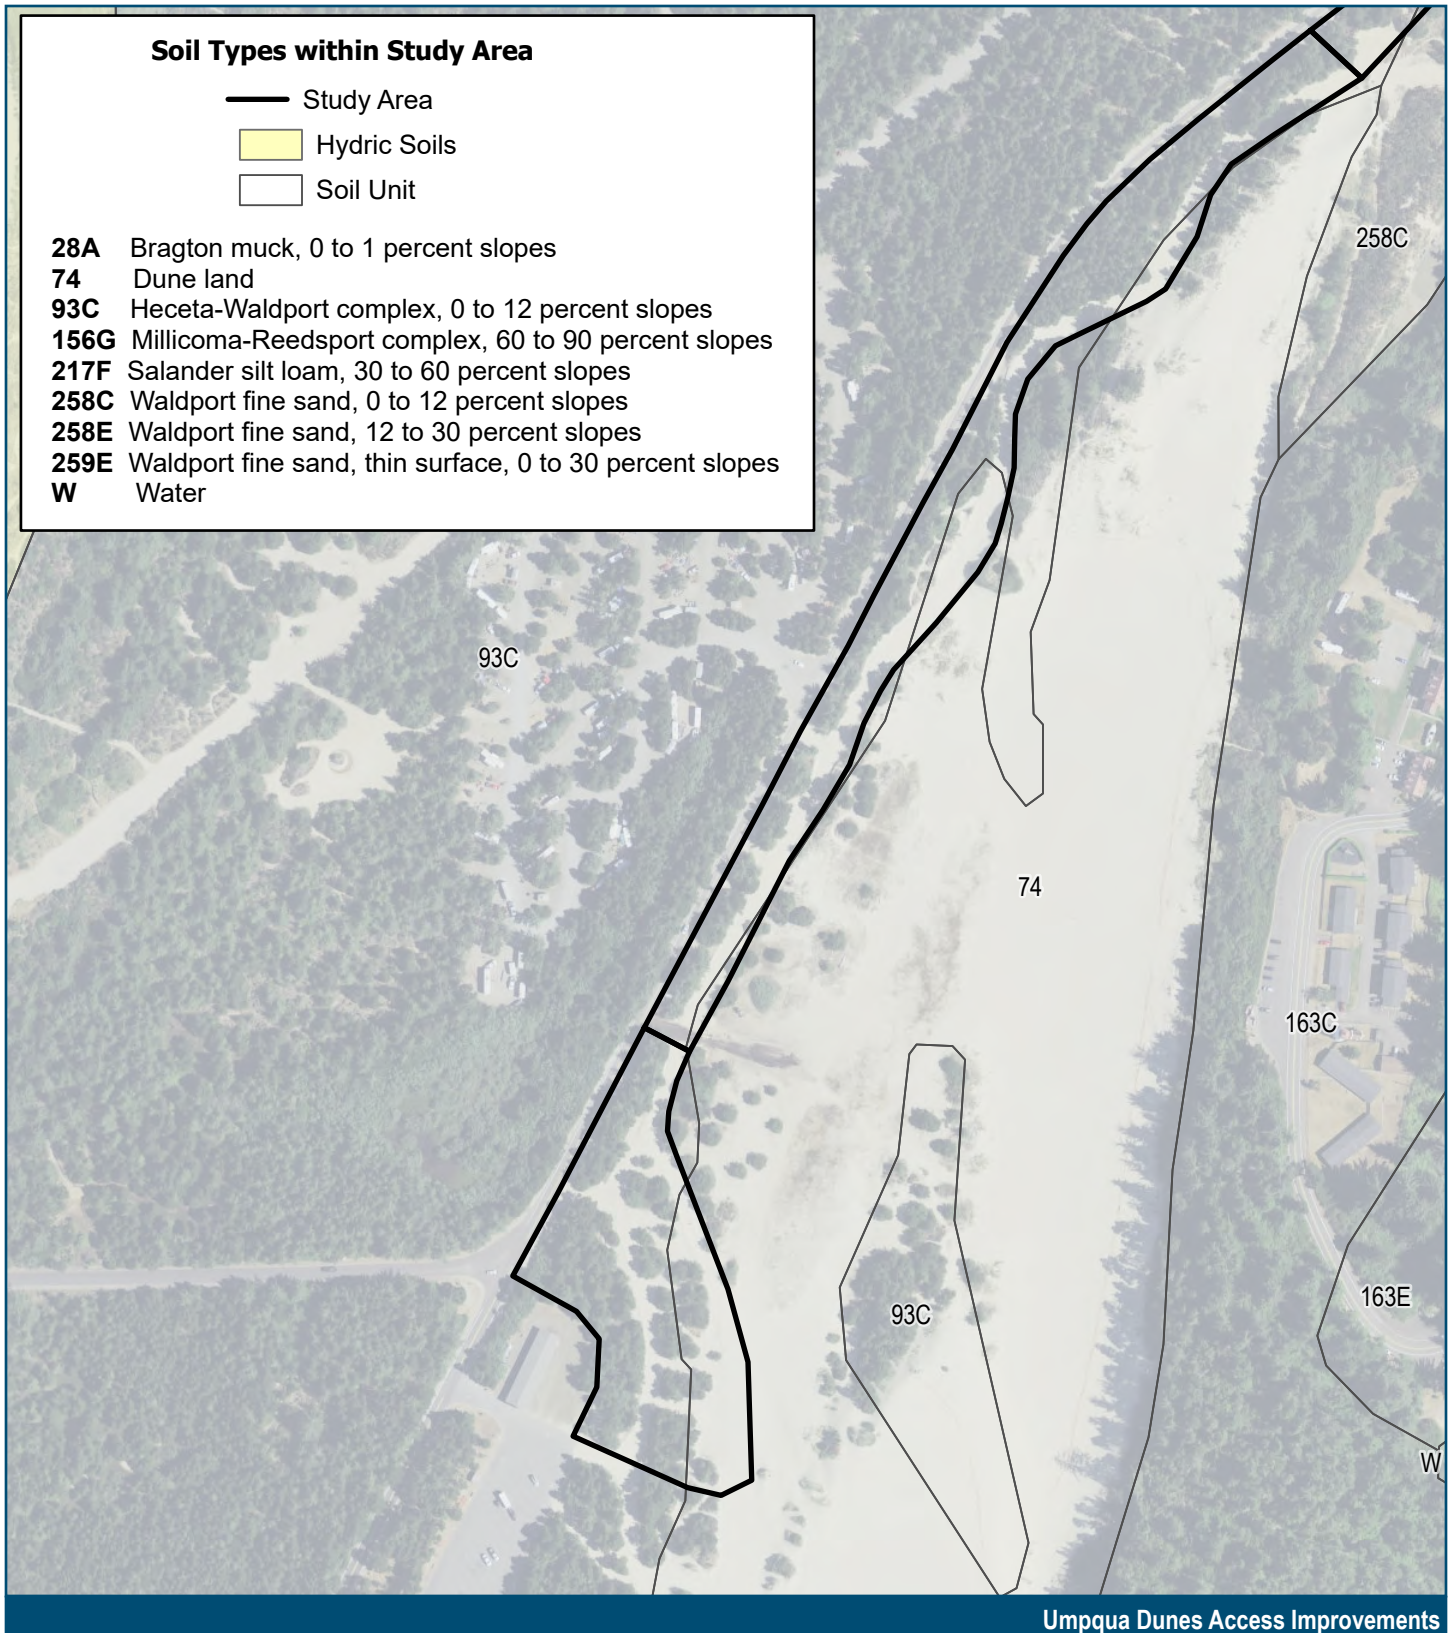 Soil Types within Study Area
Study Area
Hydric Soils
Soil Unit
28A Bragton muck, 0 to 1 percent slopes
74 Dune land
93C Heceta-Waldport complex, 0 to 12 percent slopes
156G Millicoma-Reedsport complex, 60 to 90 percent slopes
217F Salander silt loam, 30 to 60 percent slopes
258C Waldport fine sand, 0 to 12 percent slopes
258E Waldport fine sand, 12 to 30 percent slopes
259E Waldport fine sand, thin surface, 0 to 30 percent slopes
W Water
258C
93C
74
163C
163E
93C
W
Umpqua Dunes Access Improvements